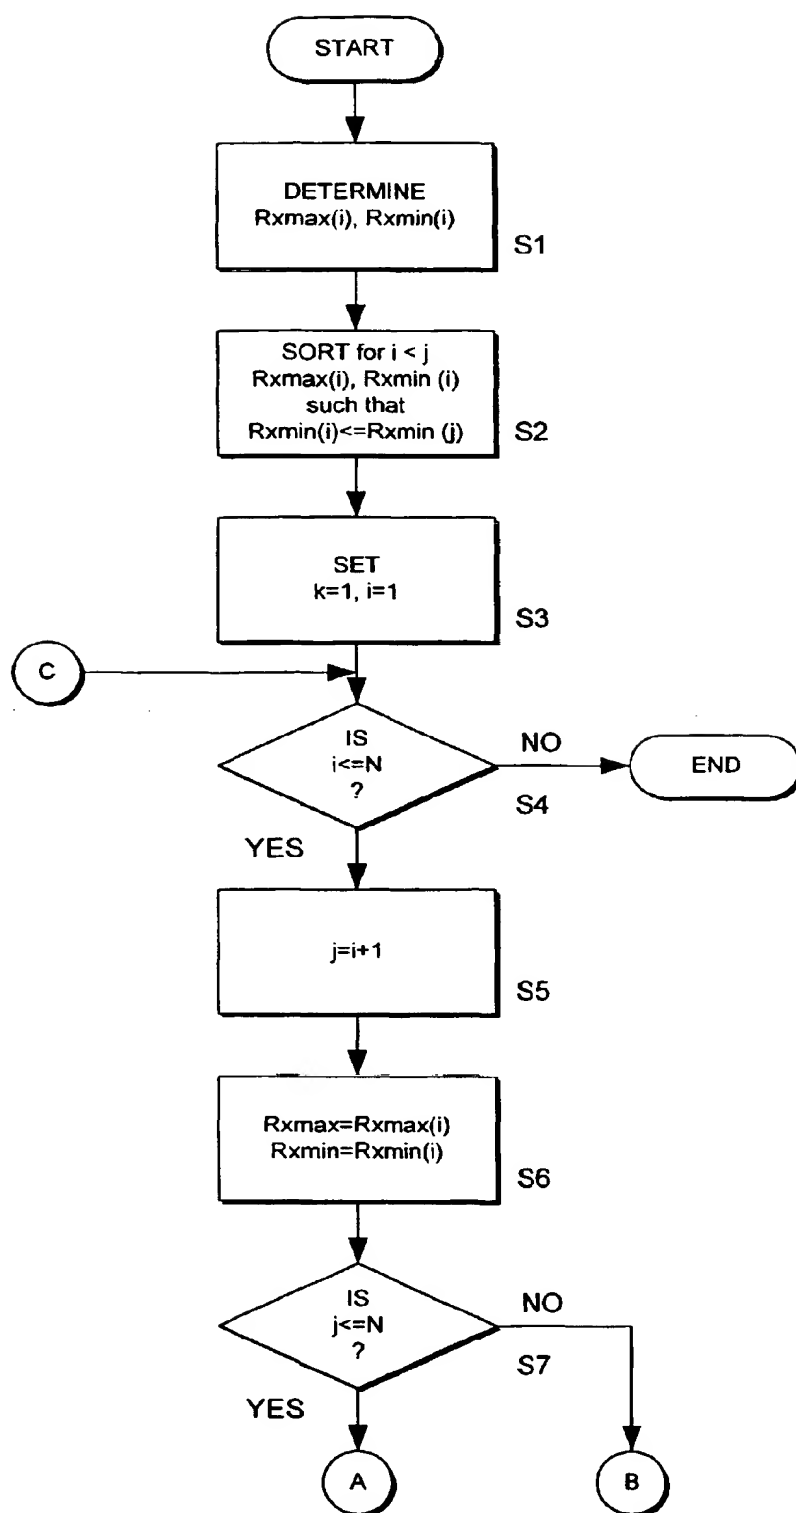 START
DETERMINE
Rxmax(i), Rxmin(i)
S1
SORT for i < j
Rxmax(i), Rxmin (i)
such that
Rxmin(i)<=Rxmin (j)
S2
SET
k=1, i=1
S3
C
IS
i<=N
?
NO
S4
END
YES
j=i+1
S5
Rxmax=Rxmax(i)
Rxmin=Rxmin(i)
S6
IS
j<=N
?
NO
S7
YES
A
B